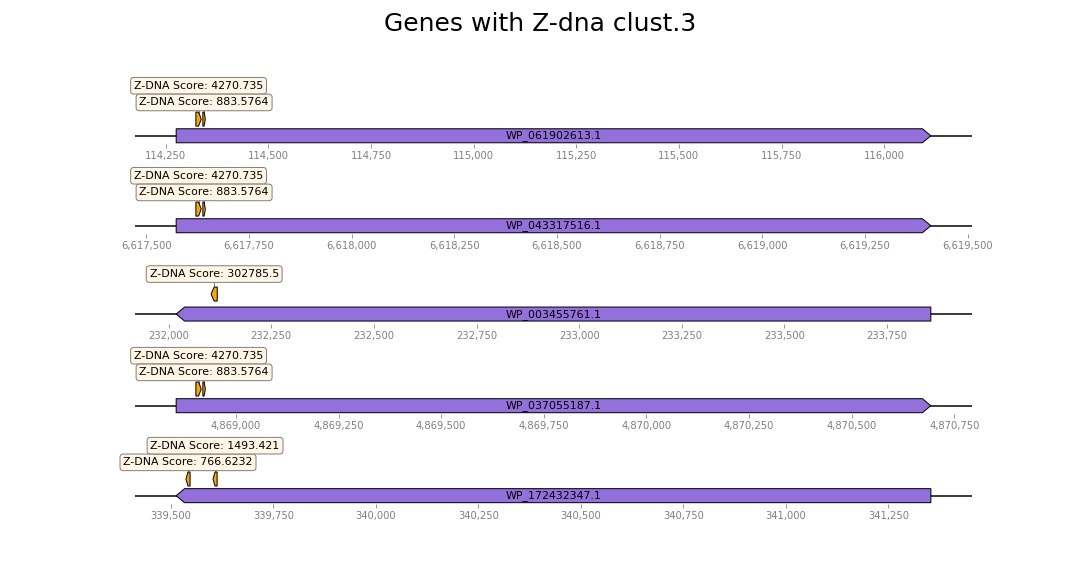 Genes with Z-dna clust.3
Z-DNA Score: 4270.735
Z-DNA Score: 883.5764
WP_061902613.1
114,250 114,500 114,750 115,000 115,250 115,500 115,750 116,000
Z-DNA Score: 4270.735
Z-DNA Score: 883.5764
WP_043317516.1
6,617,500 6,617,750 6,618,000 6,618,250 6,618,500 6,618,750 6,619,000 6,619,250 6,619,500
Z-DNA Score: 302785.5
WP_003455761.1
232,000 232,250 232,500 232,750 233,000 233,250 233,500 233,750
Z-DNA Score: 4270.735
Z-DNA Score: 883.5764
WP_037055187.1
4,869,000 4,869,250 4,869,500 4,869,750 4,870,000 4,870,250 4,870,500 4,870,750
Z-DNA Score: 1493.421
Z-DNA Score: 766.6232
WP_172432347.1
339,500 339,750 340,000 340,250 340,500 340,750 341,000 341,250